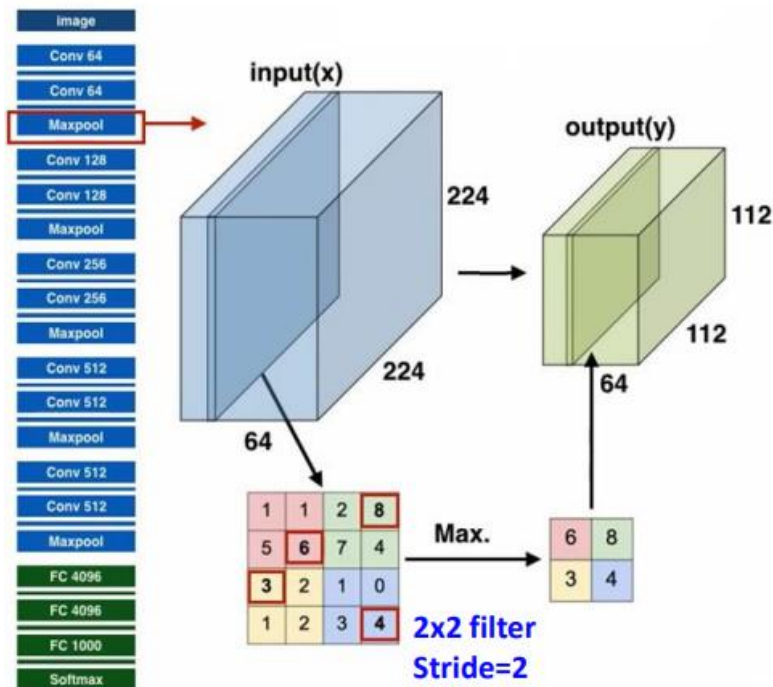 image
Conv 64
Conv 64
Maxpool
Conv 128
Conv 128
Maxpool
Conv 256
Conv 256
Maxpool
Conv 512
Conv 512
Maxpool
Conv 512
Conv 512
Maxpool
FC 4096
FC 4096
FC 1000
Softmax
input(x)
224
224
64
output(y)
112
112
64
1 1 2 8
5 6 7 4
3 2 1 0
1 2 3 4
Max.
6 8
3 4
2x2 filter
Stride=2